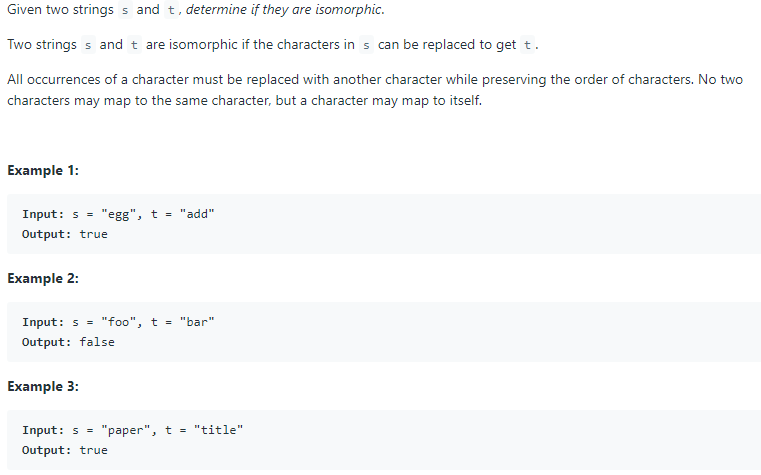 Given two strings s and t, determine if they are isomorphic.
Two strings s and t are isomorphic if the characters in s can be replaced to get t.
All occurrences of a character must be replaced with another character while preserving the order of characters. No two
characters may map to the same character, but a character may map to itself.
Example 1:
Input: s = "egg", t = "add"
Output: true
Example 2:
Input: s = "foo", t = "bar"
Output: false
Example 3:
Input: s = "paper", t = "title"
Output: true